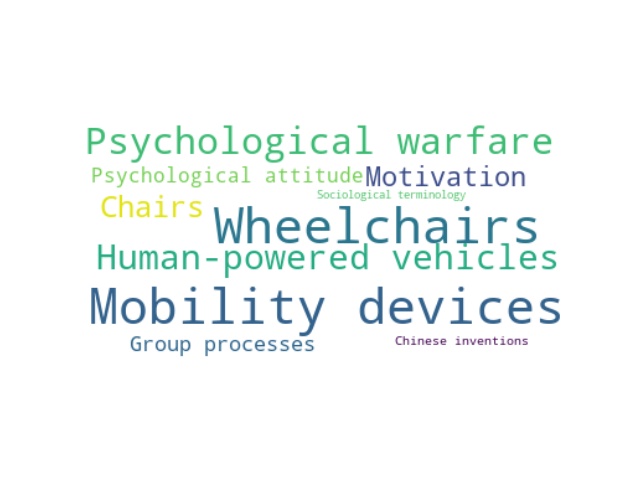 Psychological warfare
Psychological attitude Motivation
Sociological terminology
Chairs
Wheelchairs
Human-powered vehicles
Mobility devices
Group processes
Chinese inventions